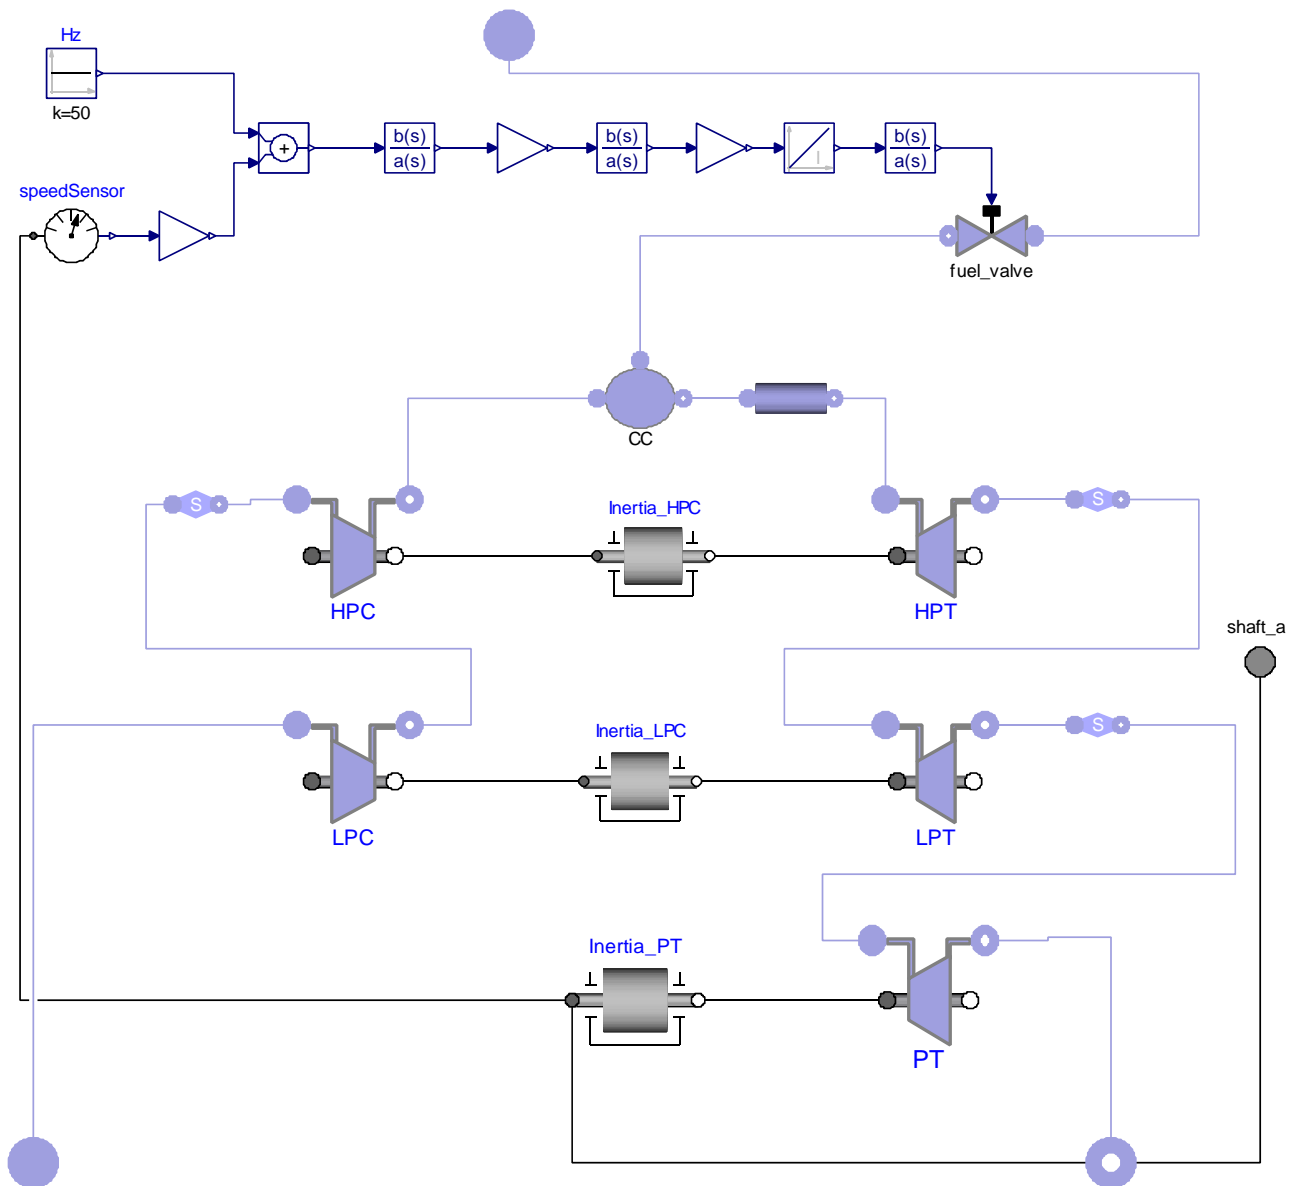 Hz
k=50
+
b(s)
a(s)
b(s)
a(s)
I
b(s)
a(s)
speedSensor
fuel_valve
CC
S
Inertia_HPC
S
HPC
HPT
shaft_a
Inertia_LPC
S
LPC
LPT
Inertia_PT
PT